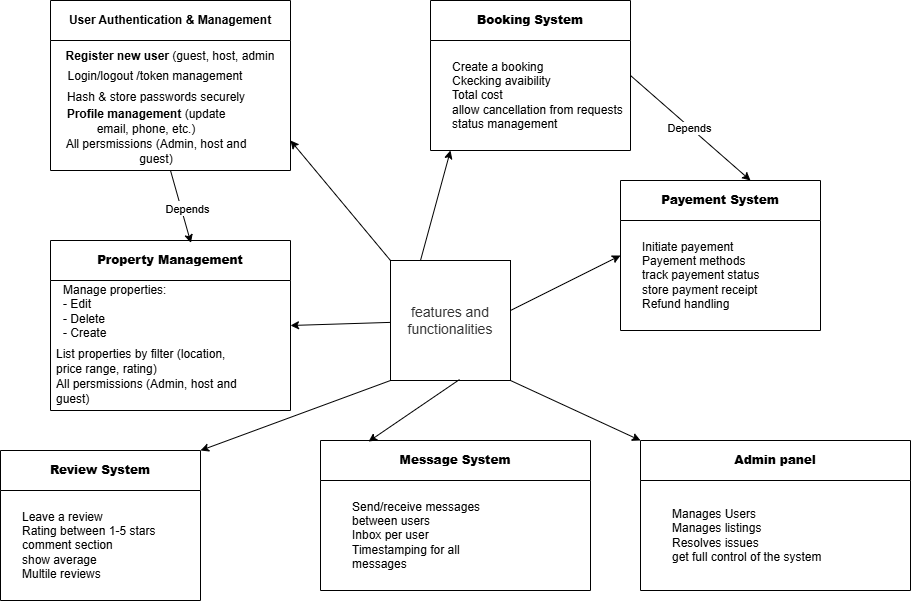 User Authentication & Management
Register new user (guest, host, admin
Login/logout /token management
Hash & store passwords securely
Profile management (update
email, phone, etc.)
All persmissions (Admin, host and
guest)
Booking System
Create a booking
Ckecking avaibility
Total cost
allow cancellation from requests
status management
Depends
Payement System
Initiate payement
Payement methods
track payement status
store payment receipt
Refund handling
Depends
Property Management
Manage properties:
- Edit
- Delete
- Create
List properties by filter (location,
price range, rating)
All persmissions (Admin, host and
guest)
features and
functionalities
Review System
Leave a review
Rating between 1-5 stars
comment section
show average
Multile reviews
Message System
Send/receive messages
between users
Inbox per user
Timestamping for all
messages
Admin panel
Manages Users
Manages listings
Resolves issues
get full control of the system